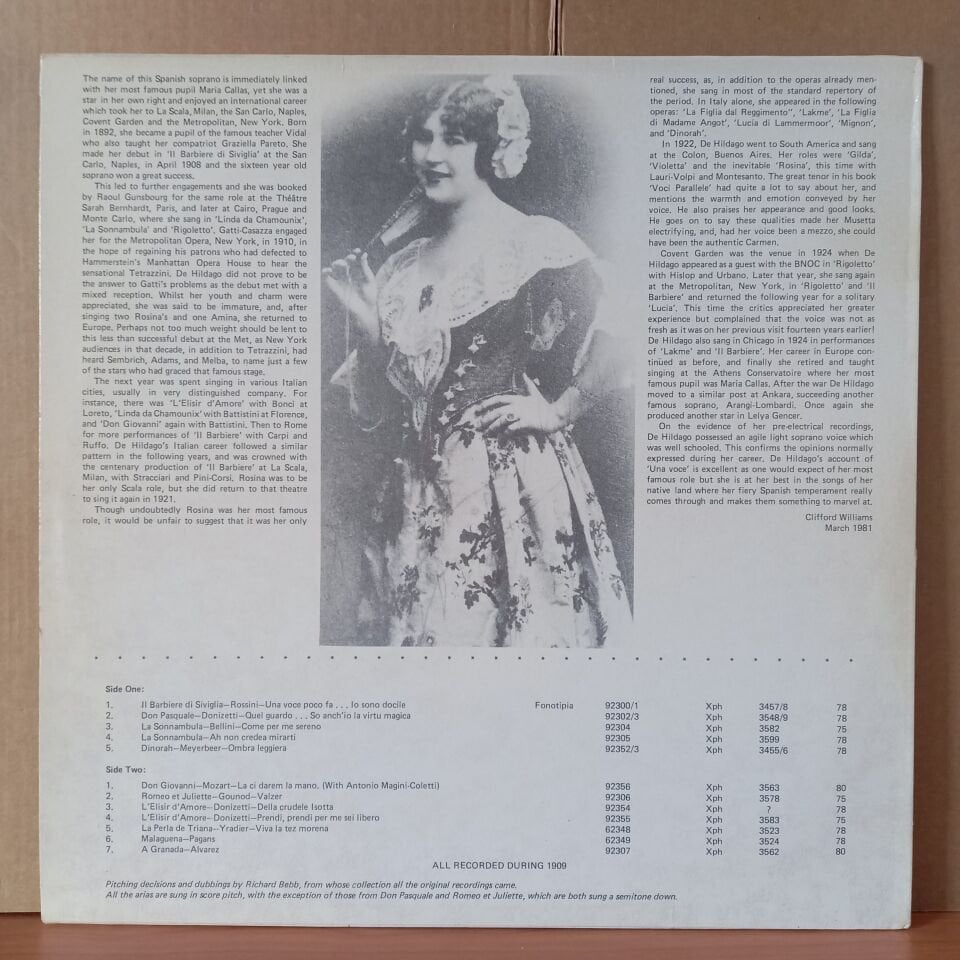 The name of this Spanish soprano is immediately linked
with her most famous pupil Maria Callas, yet she was a
star in her own right and enjoyed an international career
which took her to La Scala, Milan, the San Carlo, Naples,
Covent Garden and the Metropolitan, New York. Born
in 1892, she became a pupil of the famous teacher Vidal
who also taught her compatriot Graziella Pareto. She
made her debut in 'Il Barbiere di Siviglia' at the San
Carlo, Naples, in April 1908 and the sixteen year old
soprano won a great success.
This led to further engagements and she was booked
by Raoul Gunsbourg for the same role at the Théâtre
Sarah Bernhardt, Paris, and later at Cairo, Prague and
Monte Carlo, where she sang in 'Linda da Chamounix',
'La Sonnambula' and 'Rigoletto'. Gatti-Casazza engaged
her for the Metropolitan Opera, New York, in 1910, in
the hope of regaining his patrons who had defected to
Hammerstein's Manhattan Opera House to hear the
sensational Tetrazzini. De Hildago did not prove to be
the answer to Gatti's problems as the debut met with a
mixed reception. Whilst her youth and charm were
appreciated, she was said to be immature, and, after
singing two Rosina's and one Amina, she returned to
Europe. Perhaps not too much weight should be lent to
this less than successful debut at the Met, as New York
audiences in that decade, in addition to Tetrazzini, had
heard Sembrich, Adams, and Melba, to name just a few
of the stars who had graced that famous stage.
The next year was spent singing in various Italian
cities, usually in very distinguished company. For
instance, there was 'L'Elisir d'Amore' with Bonci at
Loreto, 'Linda da Chamounix' with Battistini at Florence,
and 'Don Giovanni' again with Battistini. Then to Rome
for more performances of 'Il Barbiere' with Carpi and
Ruffo. De Hildago's Italian career followed a similar
pattern in the following years, and was crowned with
the centenary production of 'Il Barbiere' at La Scala,
Milan, with Stracciari and Pini-Corsi. Rosina was to be
her only Scala role, but she did return to that theatre
to sing it again in 1921.
Though undoubtedly Rosina was her most famous
role, it would be unfair to suggest that it was her only
real success, as, in addition to the operas already men-
tioned, she sang in most of the standard repertory of
the period. In Italy alone, she appeared in the following
operas: 'La Figlia dal Reggimento", 'Lakme', 'La Figlia
di Madame Angot', 'Lucia di Lammermoor', 'Mignon',
and 'Dinorah'.
In 1922, De Hildago went to South America and sang
at the Colon, Buenos Aires. Her roles were 'Gilda',
'Violetta' and the inevitable 'Rosina', this time with
Lauri-Volpi and Montesanto. The great tenor in his book
'Voci Parallele' had quite a lot to say about her, and
mentions the warmth and emotion conveyed by her
voice. He also praises her appearance and good looks.
He goes on to say these qualities made her Musetta
electrifying, and, had her voice been a mezzo, she could
have been the authentic Carmen.
Covent Garden was the venue in 1924 when De
Hildago appeared as a guest with the BNOC in 'Rigoletto'
with Hislop and Urbano. Later that year, she sang again
at the Metropolitan, New York, in 'Rigoletto' and 'Il
Barbiere' and returned the following year for a solitary
'Lucia'. This time the critics appreciated her greater
experience but complained that the voice was not as
fresh as it was on her previous visit fourteen years earlier!
De Hildago also sang in Chicago in 1924 in performances
of 'Lakme' and 'Il Barbiere'. Her career in Europe con-
tinued as before, and finally she retired and taught
singing at the Athens Conservatoire where her most
famous pupil was Maria Callas. After the war De Hildago
moved to a similar post at Ankara, succeeding another
famous soprano, Arangi-Lombardi. Once again she
produced another star in Lelya Gencer.
On the evidence of her pre-electrical recordings,
De Hildago possessed an agile light soprano voice which
was well schooled. This confirms the opinions normally
expressed during her career. De Hildago's account of
'Una voce' is excellent as one would expect of her most
famous role but she is at her best in the songs of her
native land where her fiery Spanish temperament really
comes through and makes them something to marvel at.
Clifford Williams
March 1981
Side One:
1. Il Barbiere di Siviglia—Rossini—Una voce poco fa . . . Io sono docile Fonotipia 92300/1 Xph 3457/8 78
2. Don Pasquale—Donizetti—Quel guardo . . . So anch'io la virtu magica 92302/3 Xph 3548/9 78
3. La Sonnambula—Bellini—Come per me sereno 92304 Xph 3582 75
4. La Sonnambula—Ah non credea mirarti 92305 Xph 3599 78
5. Dinorah—Meyerbeer—Ombra leggiera 92352/3 Xph 3455/6 78
Side Two:
1. Don Giovanni—Mozart—La ci darem la mano. (With Antonio Magini-Coletti) 92356 Xph 3563 80
2. Romeo et Juliette—Gounod—Valzer 92306 Xph 3578 75
3. L'Elisir d'Amore—Donizetti—Della crudele Isotta 92354 Xph ? 78
4. L'Elisir d'Amore—Donizetti—Prendi, prendi per me sei libero 92355 Xph 3583 75
5. La Perla de Triana—Yradier—Viva la tez morena 62348 Xph 3523 78
6. Malaguena—Pagans 62349 Xph 3524 78
7. A Granada—Alvarez 92307 Xph 3562 80
ALL RECORDED DURING 1909
Pitching decisions and dubbings by Richard Bebb, from whose collection all the original recordings came.
All the arias are sung in score pitch, with the exception of those from Don Pasquale and Romeo et Juliette, which are both sung a semitone down.